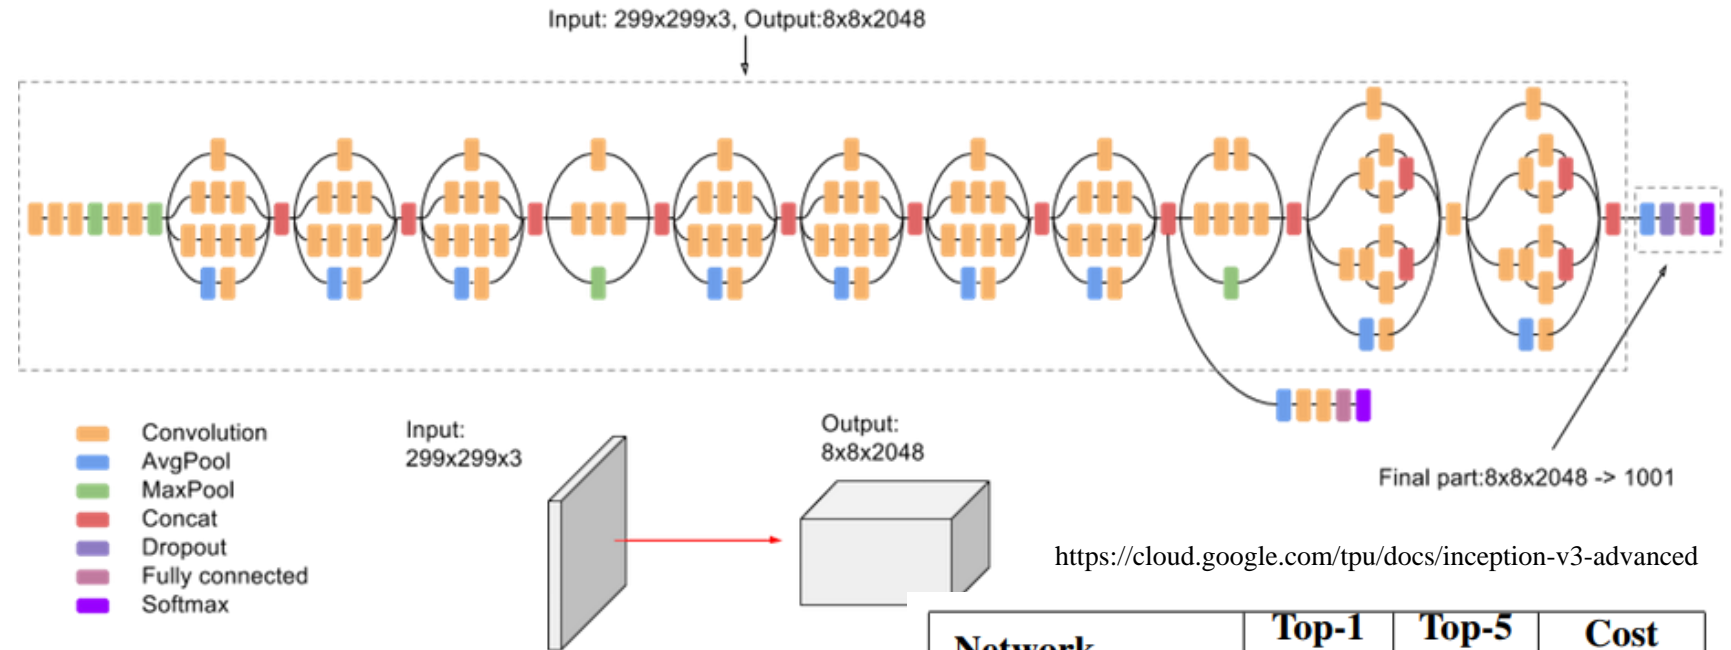 Input: 299x299x3, Output:8x8x2048
Convolution
AvgPool
MaxPool
Concat
Dropout
Fully connected
Softmax
Input:
299x299x3
Output:
8x8x2048
Final part:8x8x2048 -> 1001
https://cloud.google.com/tpu/docs/inception-v3-advanced
Network Top-1 Top-5 Cost